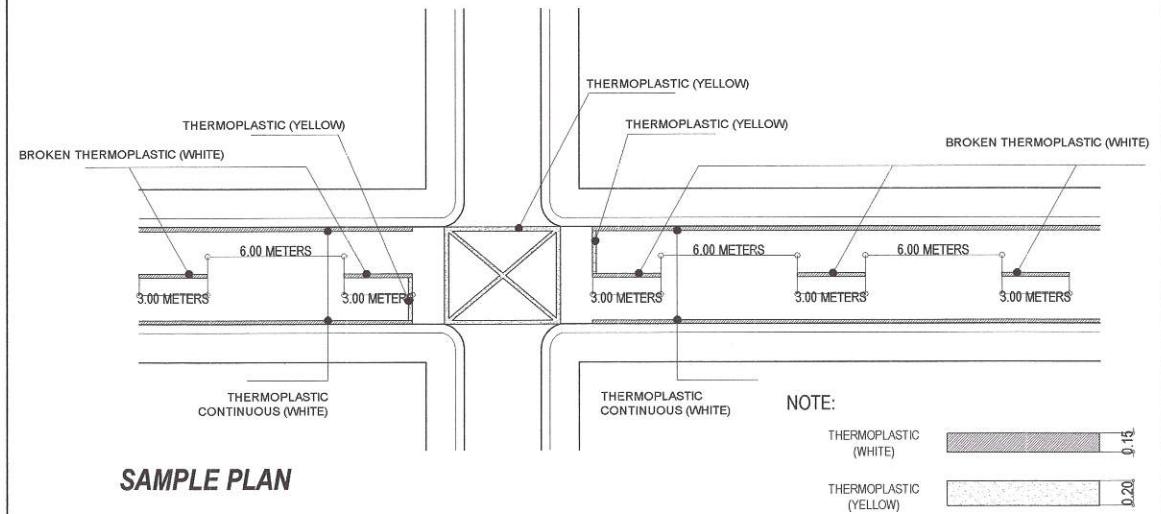 THERMOPLASTIC (YELLOW)
THERMOPLASTIC (YELLOW)
THERMOPLASTIC (YELLOW)
BROKEN THERMOPLASTIC (WHITE)
BROKEN THERMOPLASTIC (WHITE)
6.00 METERS
6.00 METERS
6.00 METERS
3.00 METERS
3.00 METERS
3.00 METERS
3.00 METERS
3.00 METERS
THERMOPLASTIC
CONTINUOUS (WHITE)
THERMOPLASTIC
CONTINUOUS (WHITE)
NOTE:
THERMOPLASTIC
(WHITE)
0.15
THERMOPLASTIC
(YELLOW)
0.20
SAMPLE PLAN